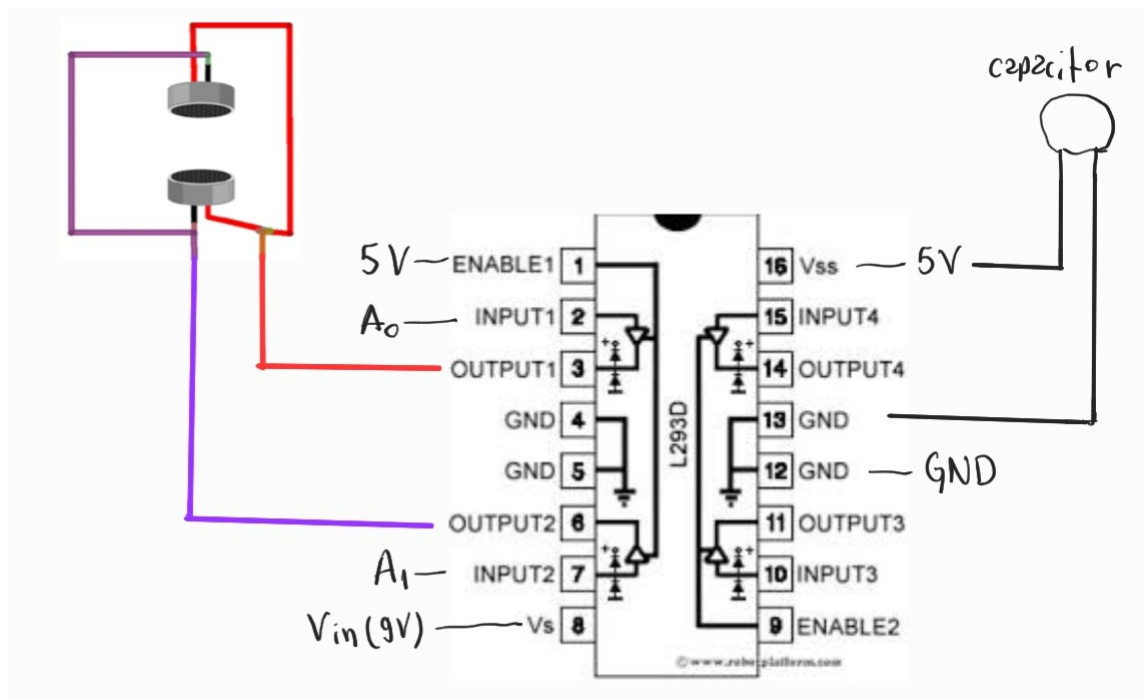 capacitor
5V
ENABLE1 1
16 Vss
5V
A0
INPUT1 2
15 INPUT4
OUTPUT1 3
14 OUTPUT4
GND 4
13 GND
L293D
GND 5
12 GND
GND
OUTPUT2 6
11 OUTPUT3
A1
INPUT2 7
10 INPUT3
Vin (9V)
Vs 8
9 ENABLE2